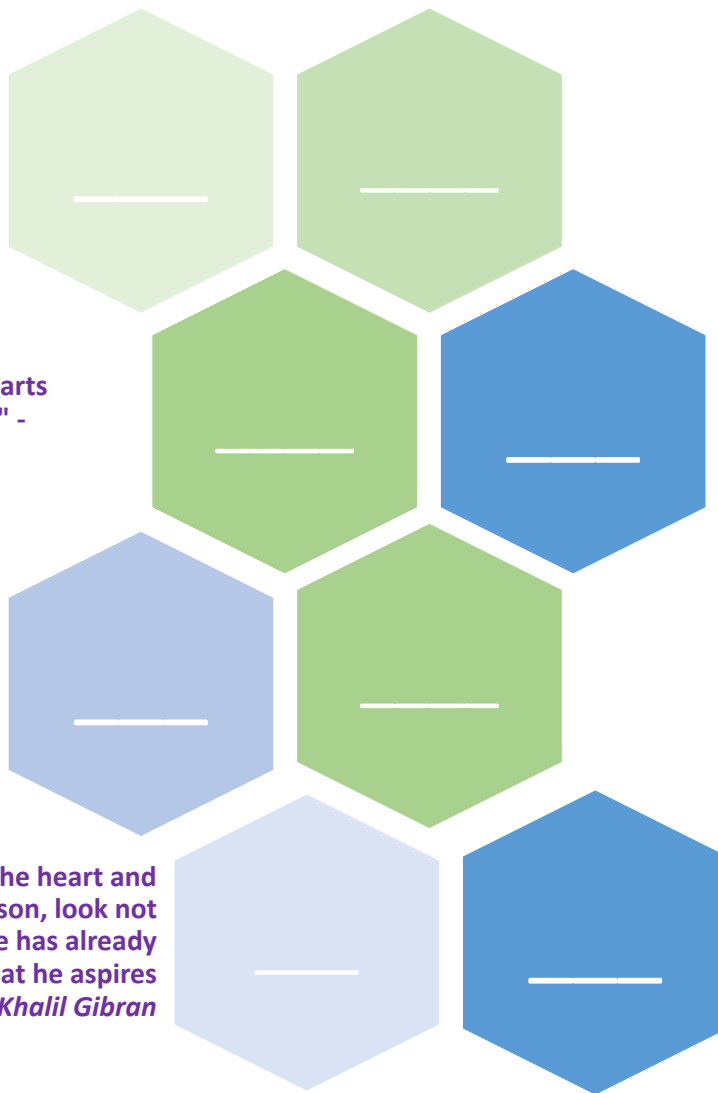 arts
" -
he heart and
son, look not
e has already
at he aspires
Khalil Gibran